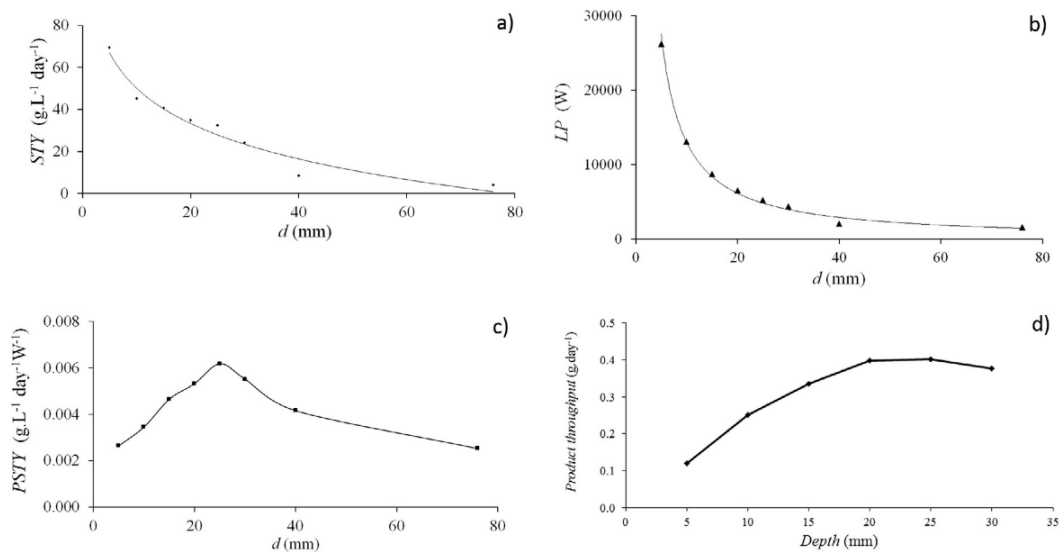 a)
STY (g.L⁻¹ day⁻¹)
80
60
40
20
0
0 20 40 60 80
d (mm)
b)
LP (W)
30000
20000
10000
0
0 20 40 60 80
d (mm)
c)
PSTY (g.L⁻¹ day⁻¹W⁻¹)
0.008
0.006
0.004
0.002
0.000
0 20 40 60 80
d (mm)
d)
Product throughput (g.day⁻¹)
0.5
0.4
0.3
0.2
0.1
0.0
0 5 10 15 20 25 30 35
Depth (mm)